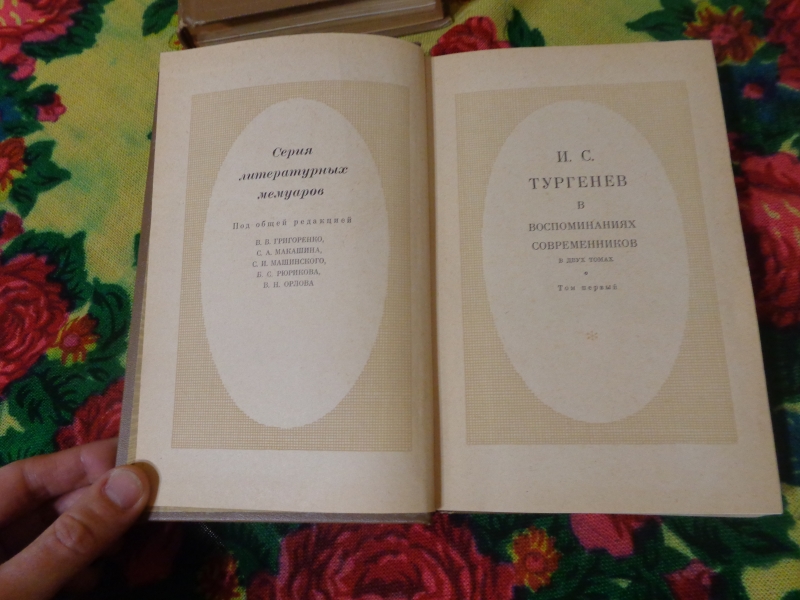 Серия
литературных
мемуаров
Под общей редакцией
В. В. ГРИГОРЕНКО,
С. А. МАКАШИНА,
С. И. МАШИНСКОГО,
Б. С. РЮРИКОВА,
В. Н. ОРЛОВА
И. С.
ТУРГЕНЕВ
В
ВОСПОМИНАНИЯХ
СОВРЕМЕННИКОВ
В ДВУХ ТОМАХ
Том первый